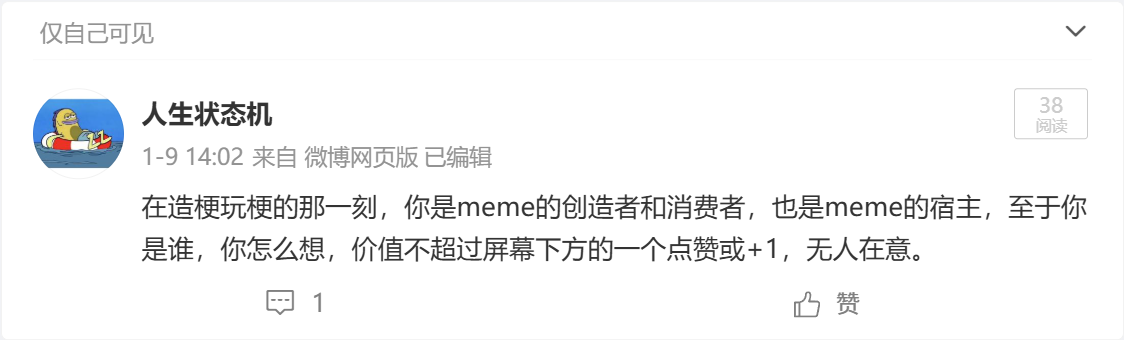 仅自己可见
人生状态机
38
阅读
1-9 14:02 来自 微博网页版 已编辑
在造梗玩梗的那一刻，你是meme的创造者和消费者，也是meme的宿主，至于你
是谁，你怎么想，价值不超过屏幕下方的一个点赞或+1，无人在意。
1
赞